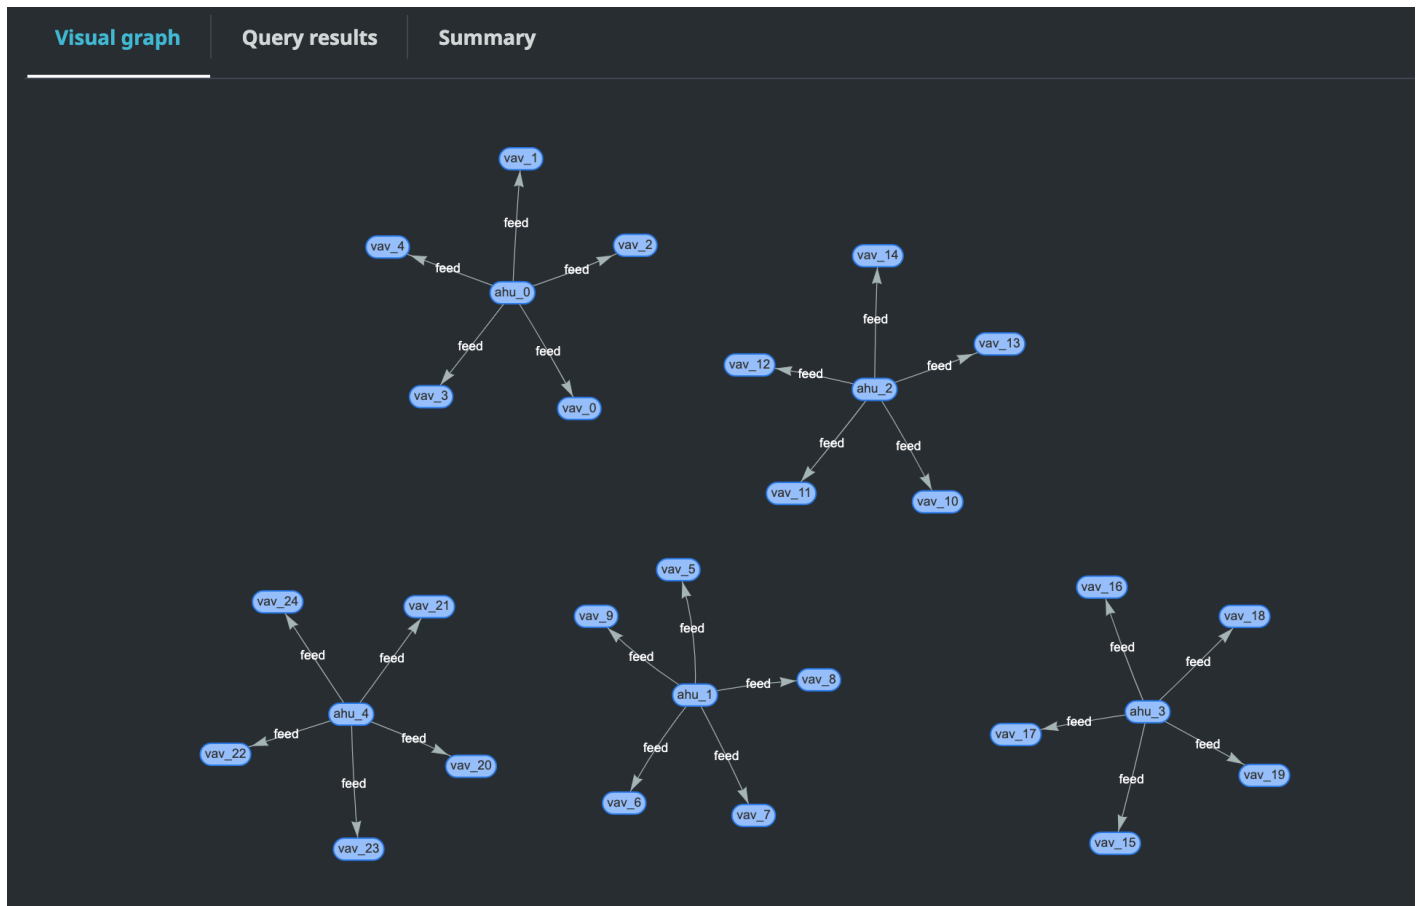 Visual graph
Query results
Summary
vav_1
feed
vav_4
feed
feed
vav_2
ahu_0
feed
feed
vav_3
vav_0
vav_14
feed
vav_12
feed
feed
vav_13
ahu_2
feed
feed
vav_11
vav_10
vav_24
vav_21
feed
feed
ahu_4
vav_22
feed
feed
vav_20
feed
vav_23
vav_5
vav_9
feed
feed
feed
vav_8
ahu_1
feed
feed
vav_6
vav_7
vav_16
vav_18
feed
feed
ahu_3
vav_17
feed
feed
vav_19
feed
vav_15